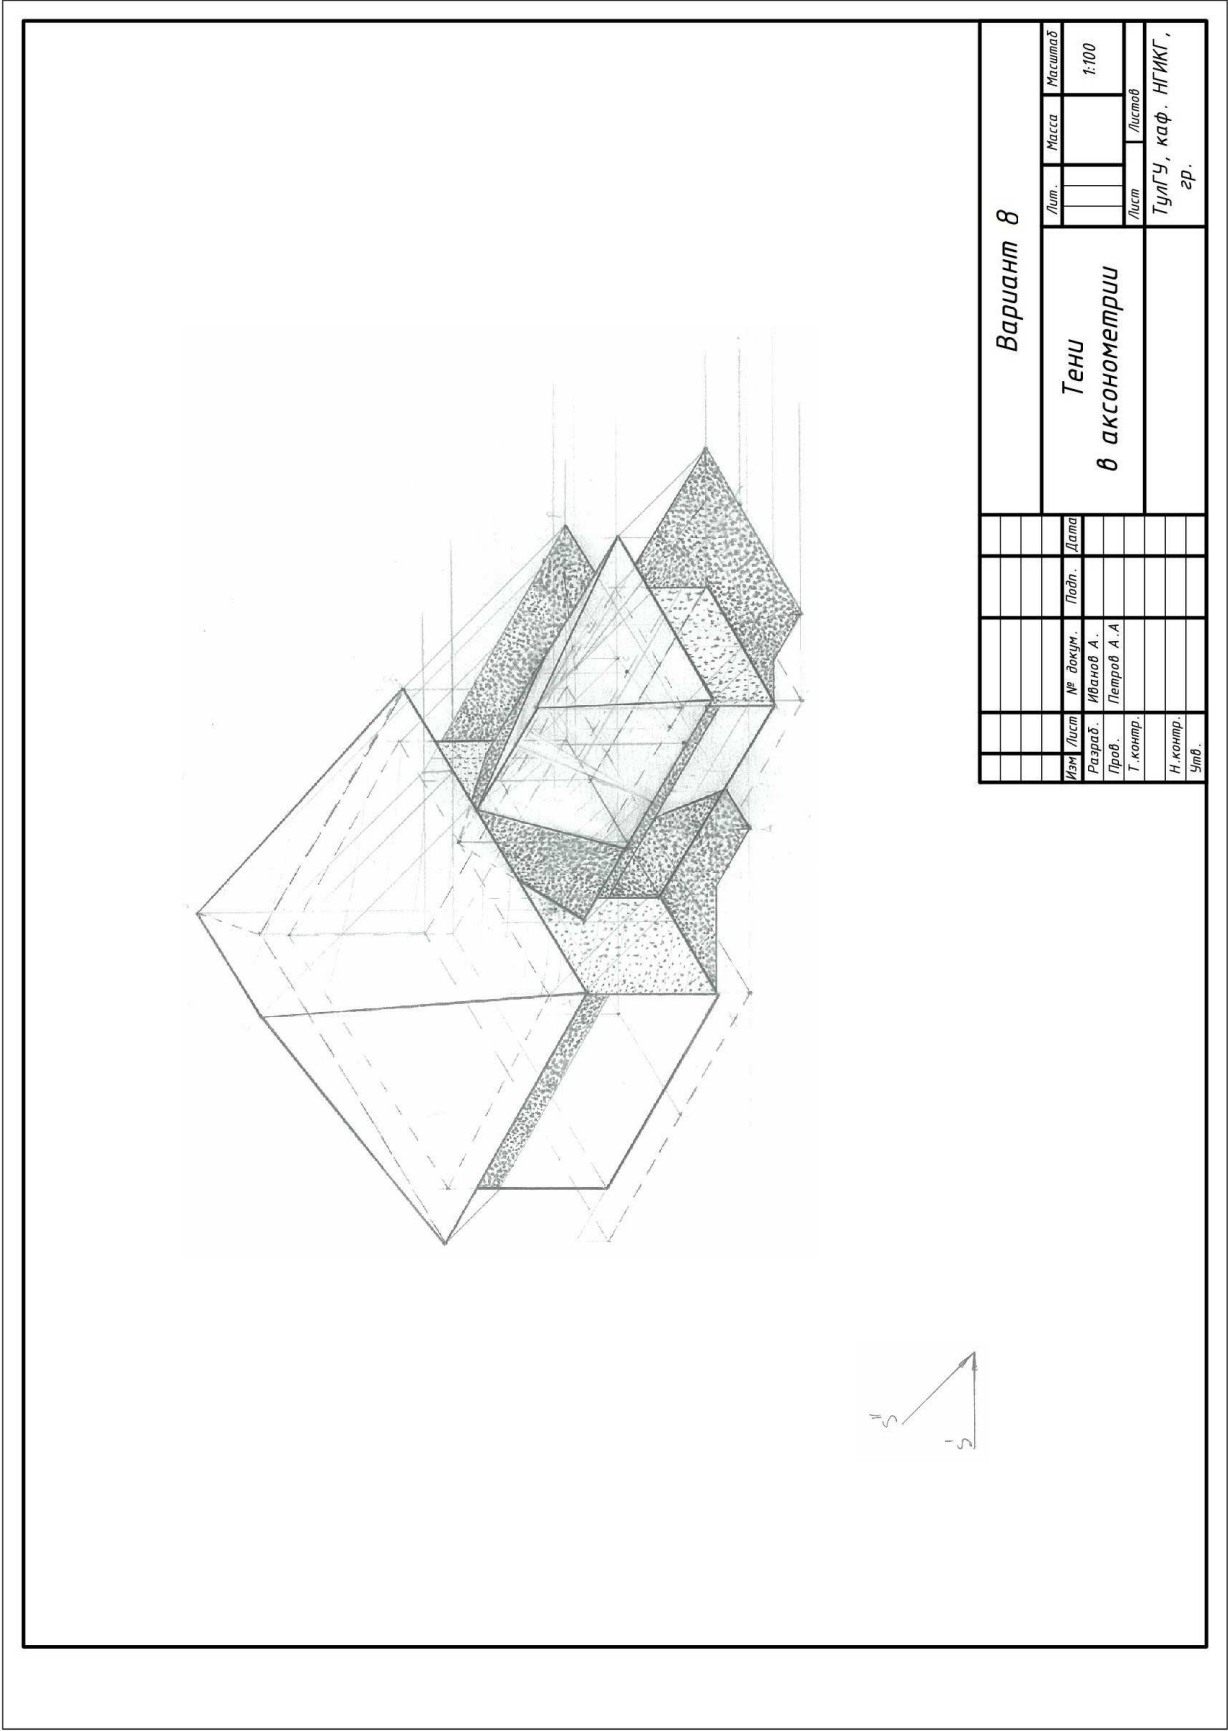 Вариант 8
Изм Лист № докум. Подп. Дата
Разраб. Иванов А.
Пров. Петров А.А
Т.контр.
Н.контр.
Утв.
Тени
в аксонометрии
Лит. Масса Масштаб
1:100
Лист Листов
ТулГУ, каф. НГИКГ,
гр.
S"
S'